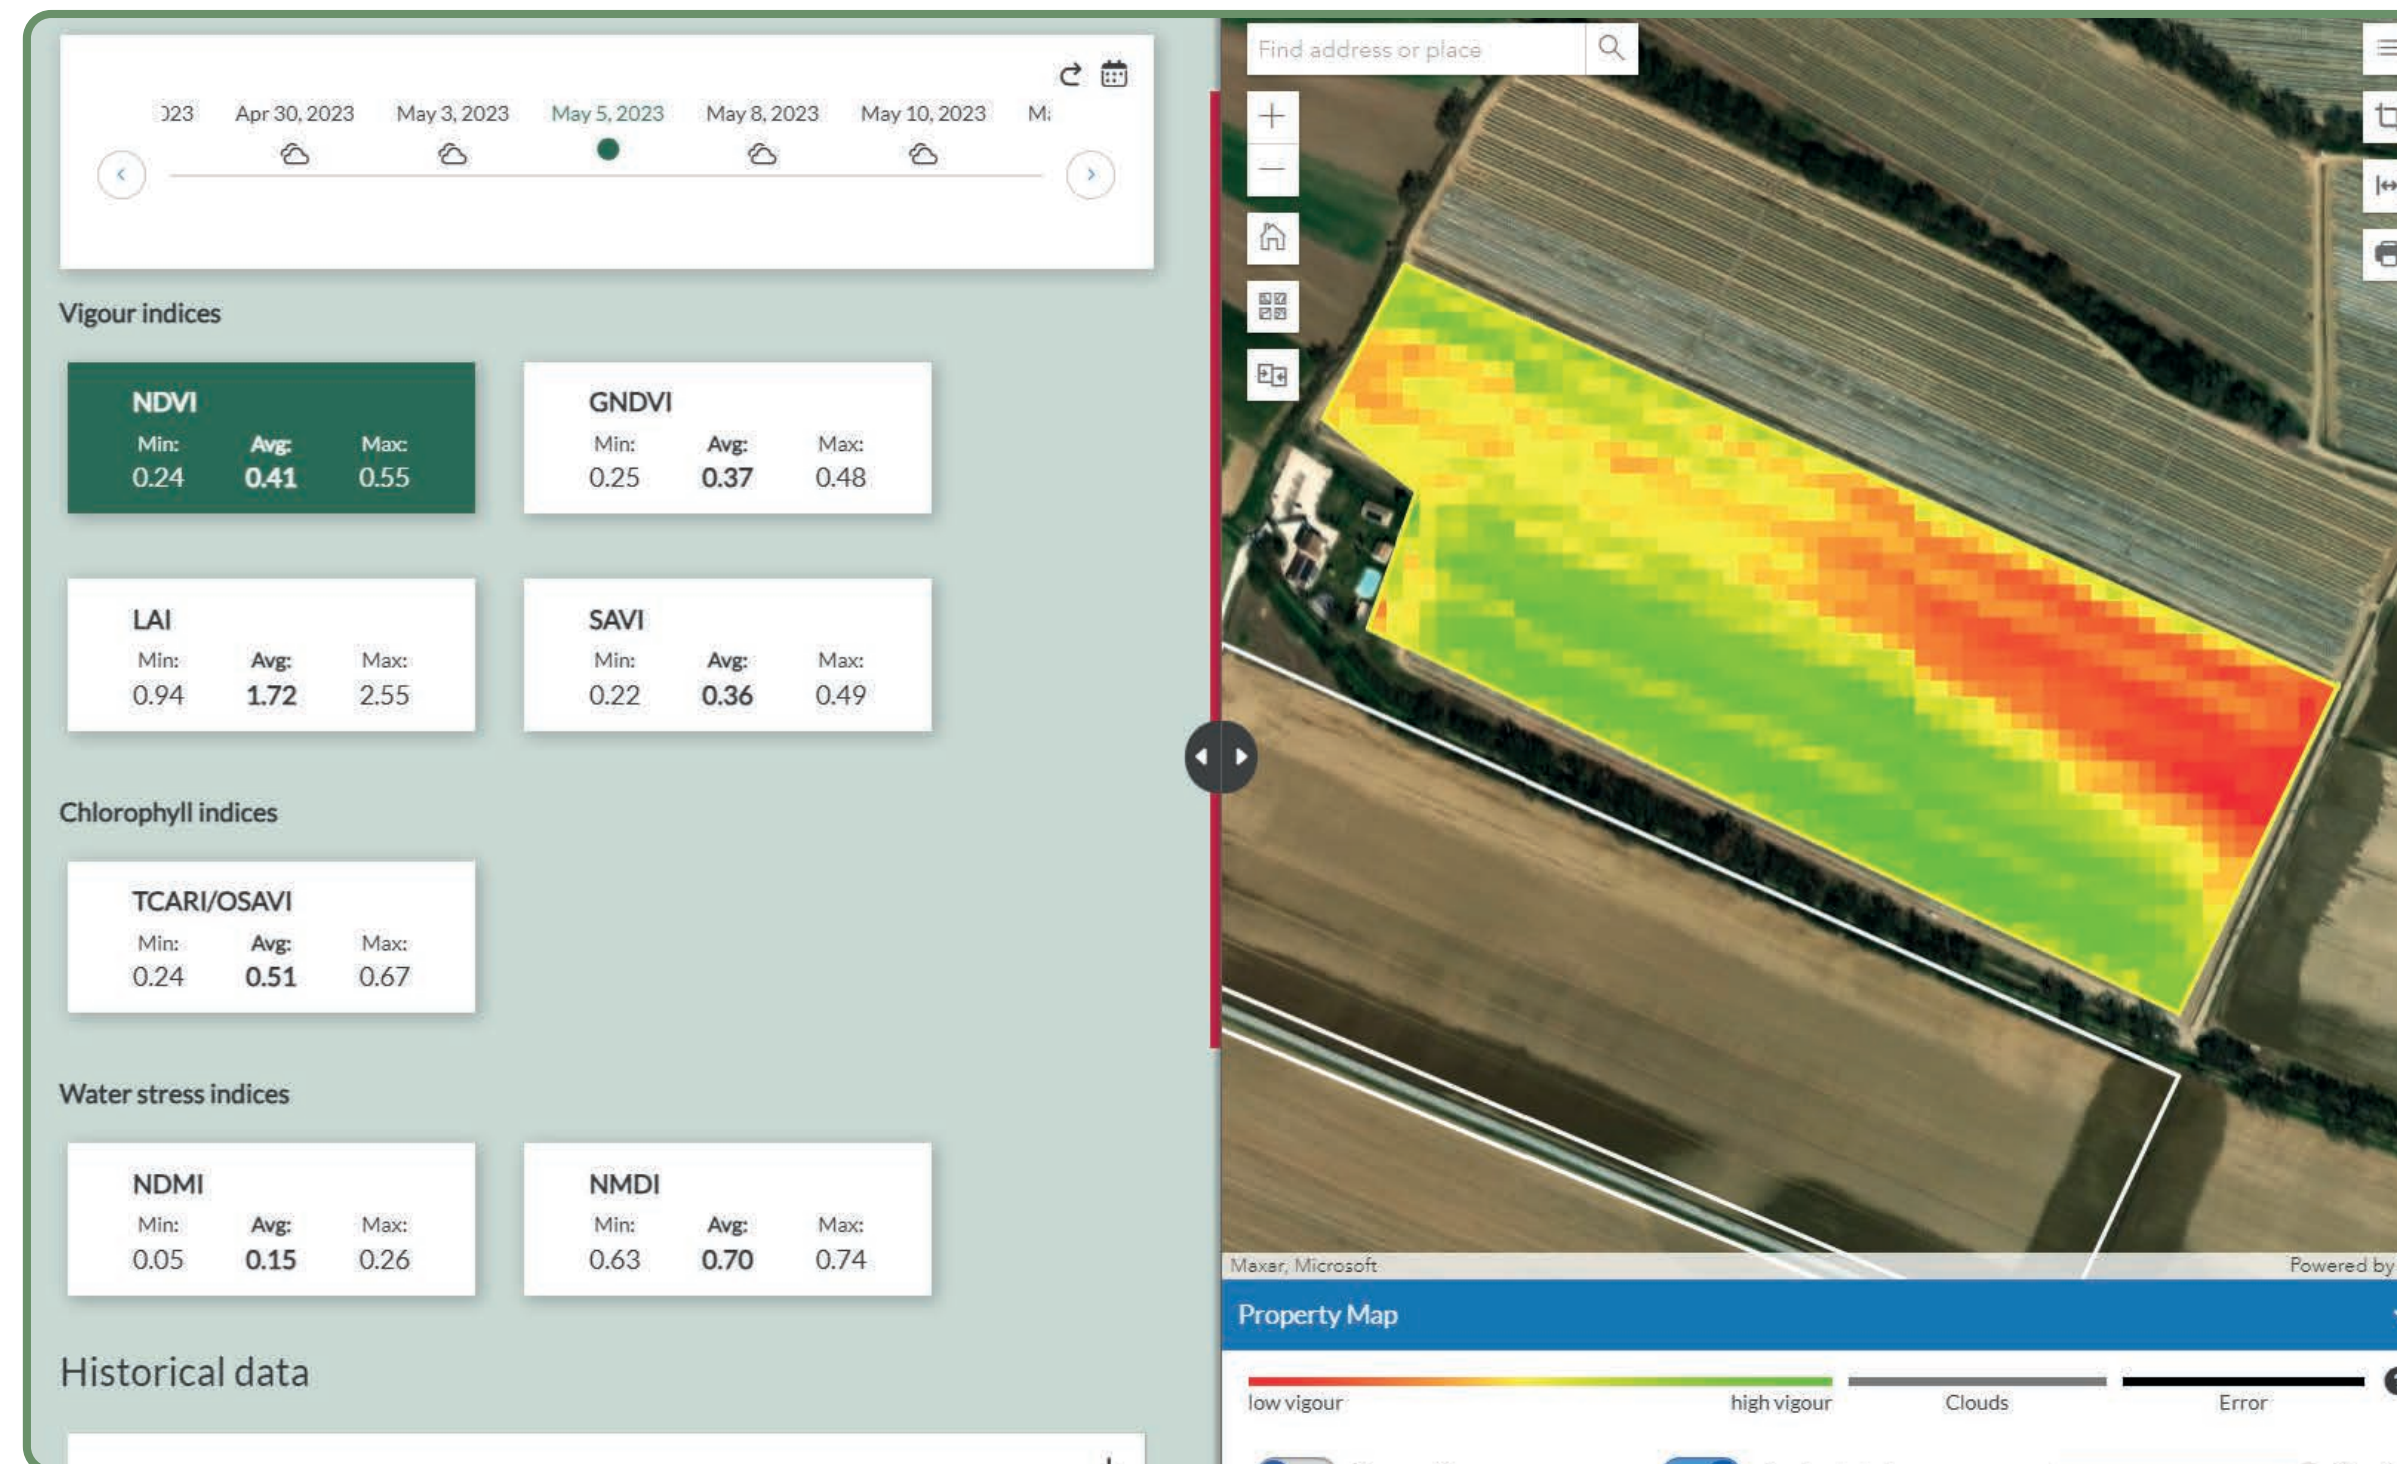 023 Apr 30, 2023 May 3, 2023 May 5, 2023 May 8, 2023 May 10, 2023
Vigour indices
NDVI
Min: Avg: Max:
0.24 0.41 0.55
GNDVI
Min: Avg: Max:
0.25 0.37 0.48
LAI
Min: Avg: Max:
0.94 1.72 2.55
SAVI
Min: Avg: Max:
0.22 0.36 0.49
Chlorophyll indices
TCARI/OSAVI
Min: Avg: Max:
0.24 0.51 0.67
Water stress indices
NDMI
Min: Avg: Max:
0.05 0.15 0.26
NMDI
Min: Avg: Max:
0.63 0.70 0.74
Historical data
Find address or place
Maxar, Microsoft
Powered by
Property Map
low vigour high vigour Clouds Error